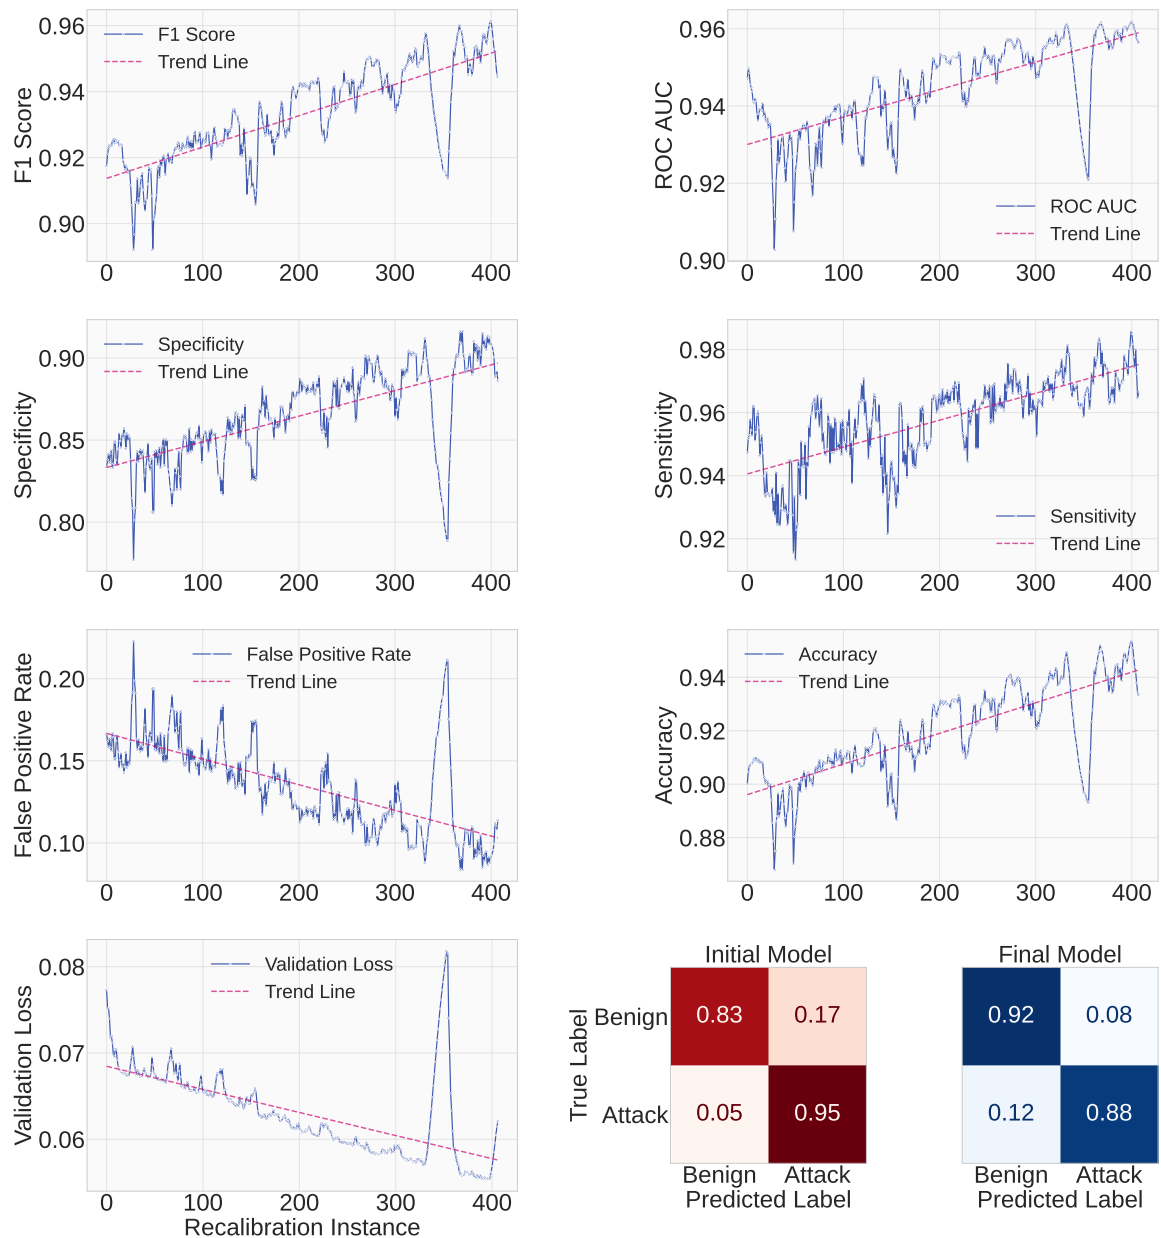 F1 Score
0.96
0.94
0.92
0.90
F1 Score
Trend Line
0 100 200 300 400
ROC AUC
0.96
0.94
0.92
0.90
ROC AUC
Trend Line
0 100 200 300 400
Specificity
0.90
0.85
0.80
Specificity
Trend Line
0 100 200 300 400
Sensitivity
0.98
0.96
0.94
0.92
Sensitivity
Trend Line
0 100 200 300 400
False Positive Rate
0.20
0.15
0.10
False Positive Rate
Trend Line
0 100 200 300 400
Accuracy
0.94
0.92
0.90
0.88
Accuracy
Trend Line
0 100 200 300 400
Validation Loss
0.08
0.07
0.06
Validation Loss
Trend Line
0 100 200 300 400
Recalibration Instance
Initial Model
True Label
Benign 0.83 0.17
Attack 0.05 0.95
Benign Attack
Predicted Label
Final Model
0.92 0.08
0.12 0.88
Benign Attack
Predicted Label